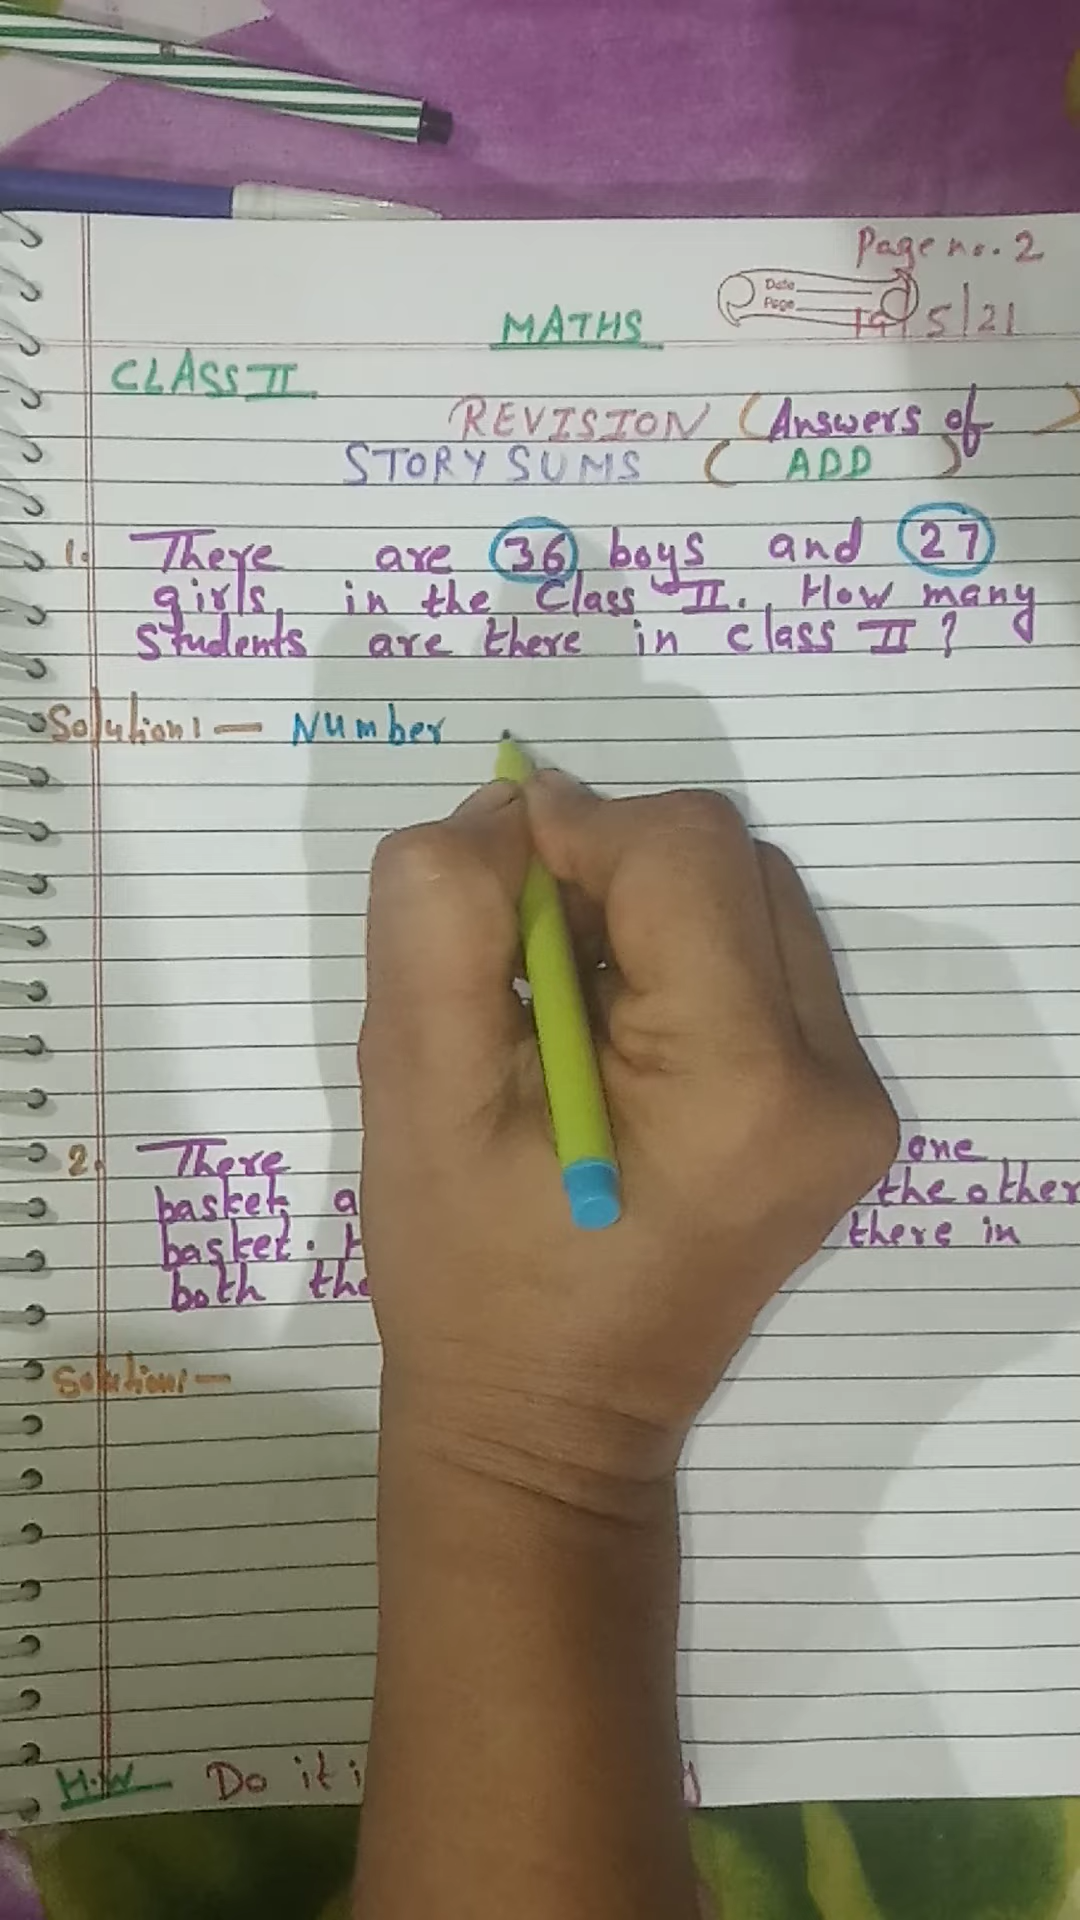 Page no. 2
Date
Page
19/5/21
MATHS
CLASS II
REVISION (Answers of )
STORY SUMS ( ADD )
1. There are 36 boys and 27
girls, in the Class II. How many
students are there in class II ?
Solution:— Number
2. There one
basket the other
basket. there in
both
Solution:—
H.W Do it